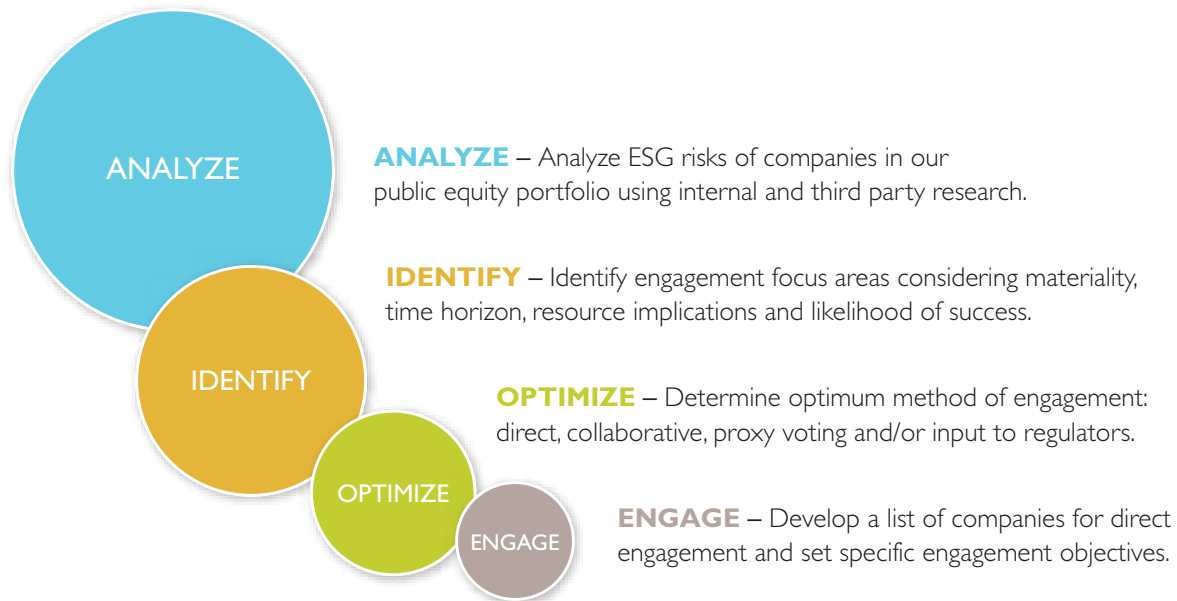 ANALYZE
ANALYZE – Analyze ESG risks of companies in our
public equity portfolio using internal and third party research.
IDENTIFY
IDENTIFY – Identify engagement focus areas considering materiality,
time horizon, resource implications and likelihood of success.
OPTIMIZE
OPTIMIZE – Determine optimum method of engagement:
direct, collaborative, proxy voting and/or input to regulators.
ENGAGE
ENGAGE – Develop a list of companies for direct
engagement and set specific engagement objectives.